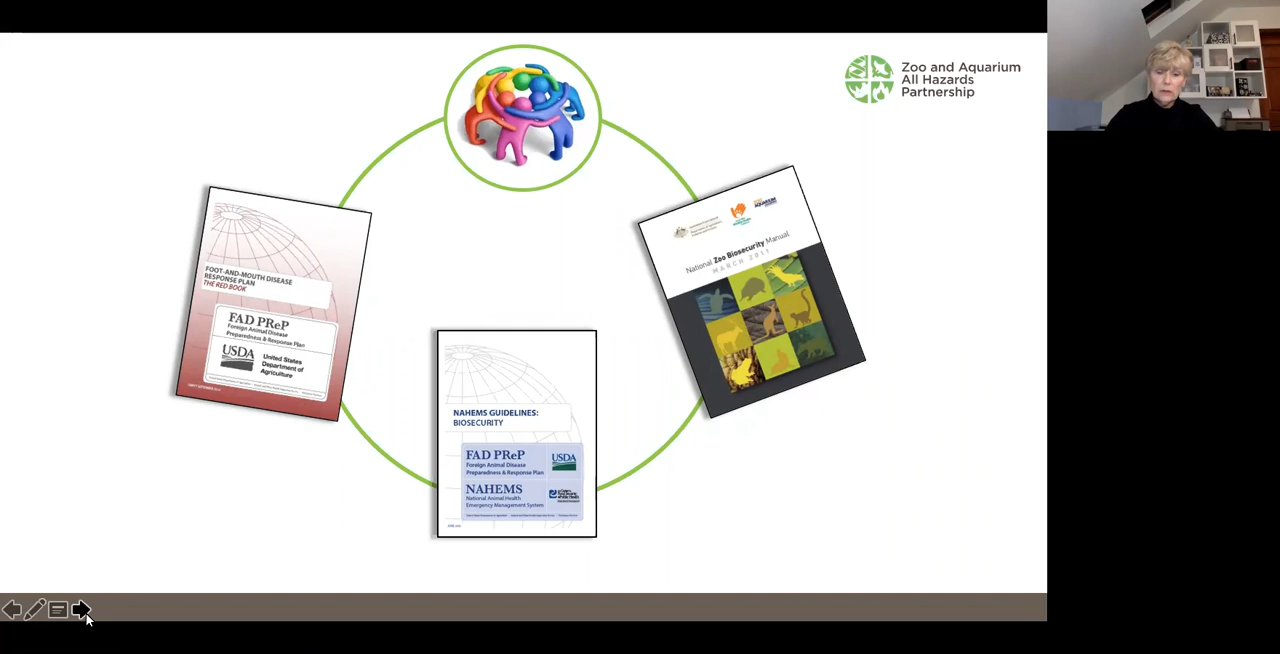 Zoo and Aquarium
All Hazards
Partnership
FOOT-AND-MOUTH DISEASE
RESPONSE PLAN
THE RED BOOK
FAD PReP
Foreign Animal Disease
Preparedness & Response Plan
USDA
United States
Department of
Agriculture
National Zoo Biosecurity Manual
MARCH 2011
NAHEMS GUIDELINES:
BIOSECURITY
FAD PReP
Foreign Animal Disease
Preparedness & Response Plan
USDA
NAHEMS
National Animal Health
Emergency Management System